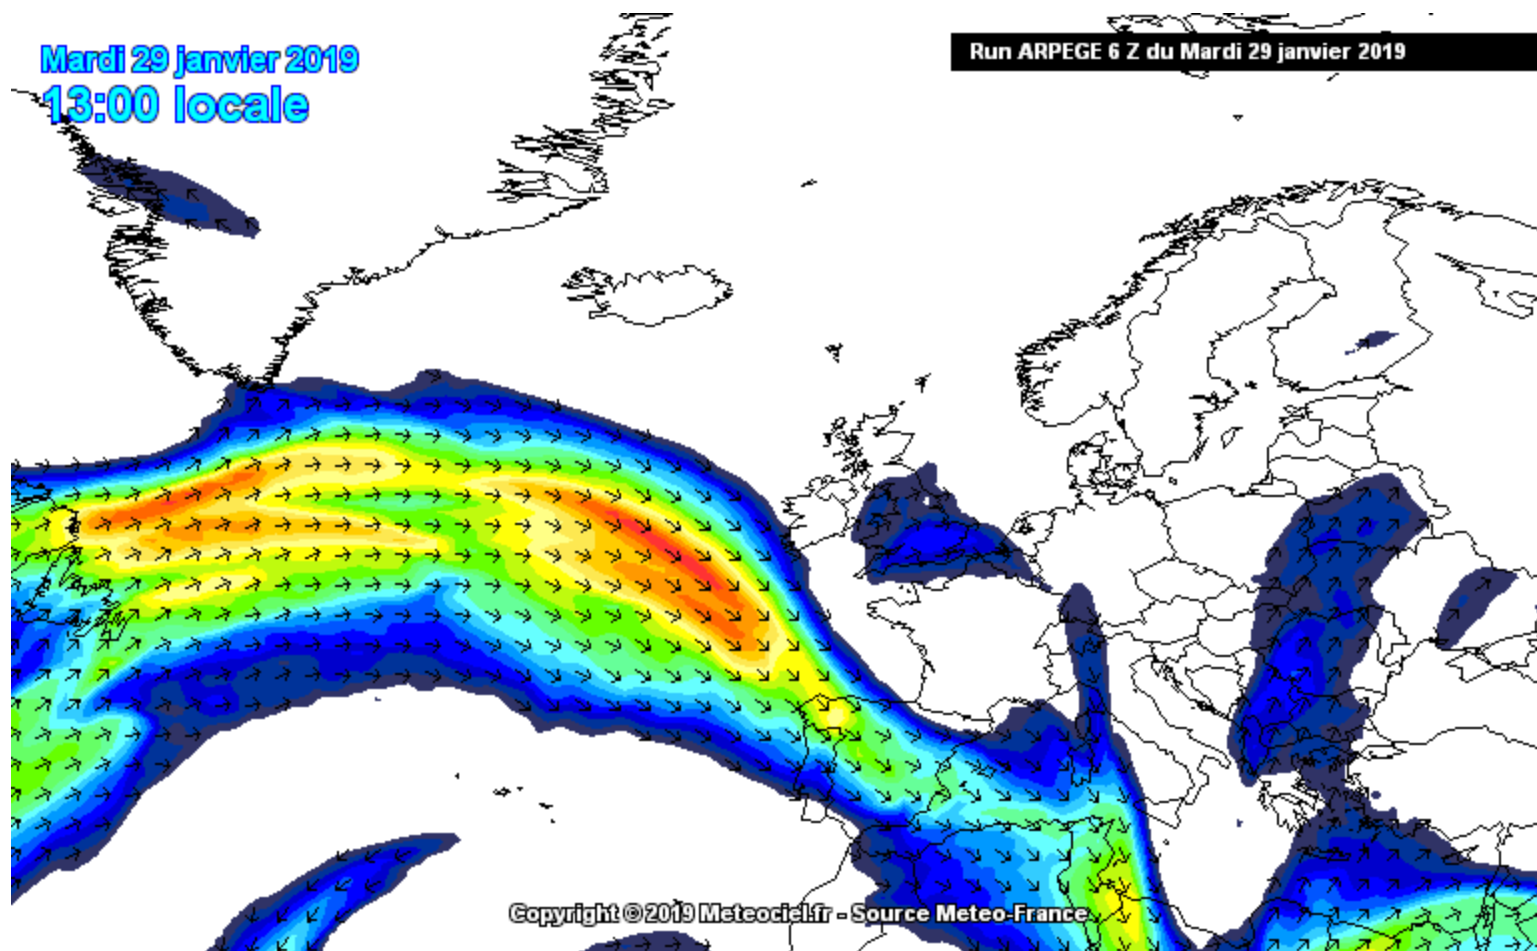 Mardi 29 janvier 2019
13:00 locale
Run ARPEGE 6 Z du Mardi 29 janvier 2019
Copyright © 2019 Meteociel.fr - Source Meteo-France